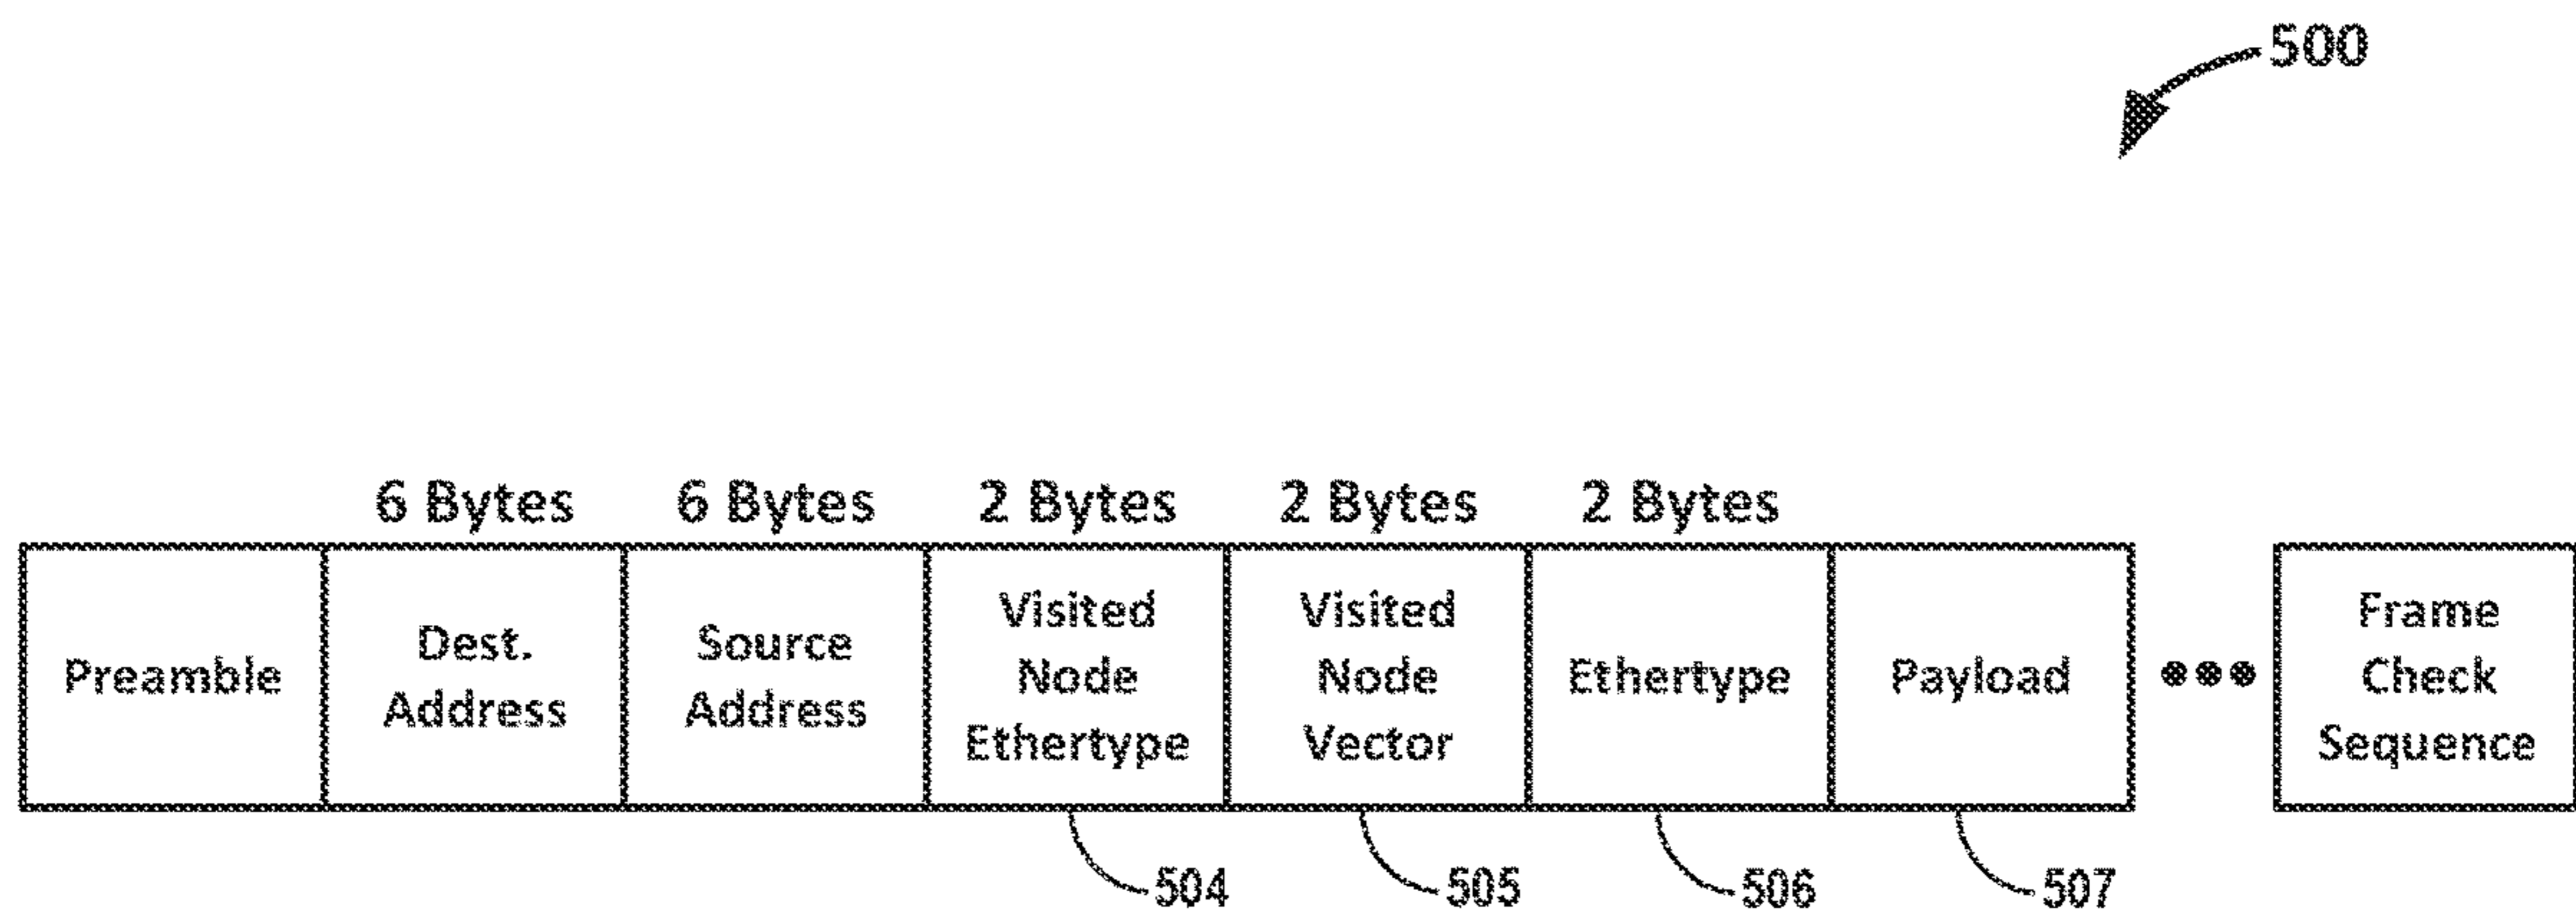 500
6 Bytes 6 Bytes 2 Bytes 2 Bytes 2 Bytes
Preamble
Dest.
Address
Source
Address
Visited
Node
Ethertype
Visited
Node
Vector
Ethertype
Payload
Frame
Check
Sequence
504 505 506 507